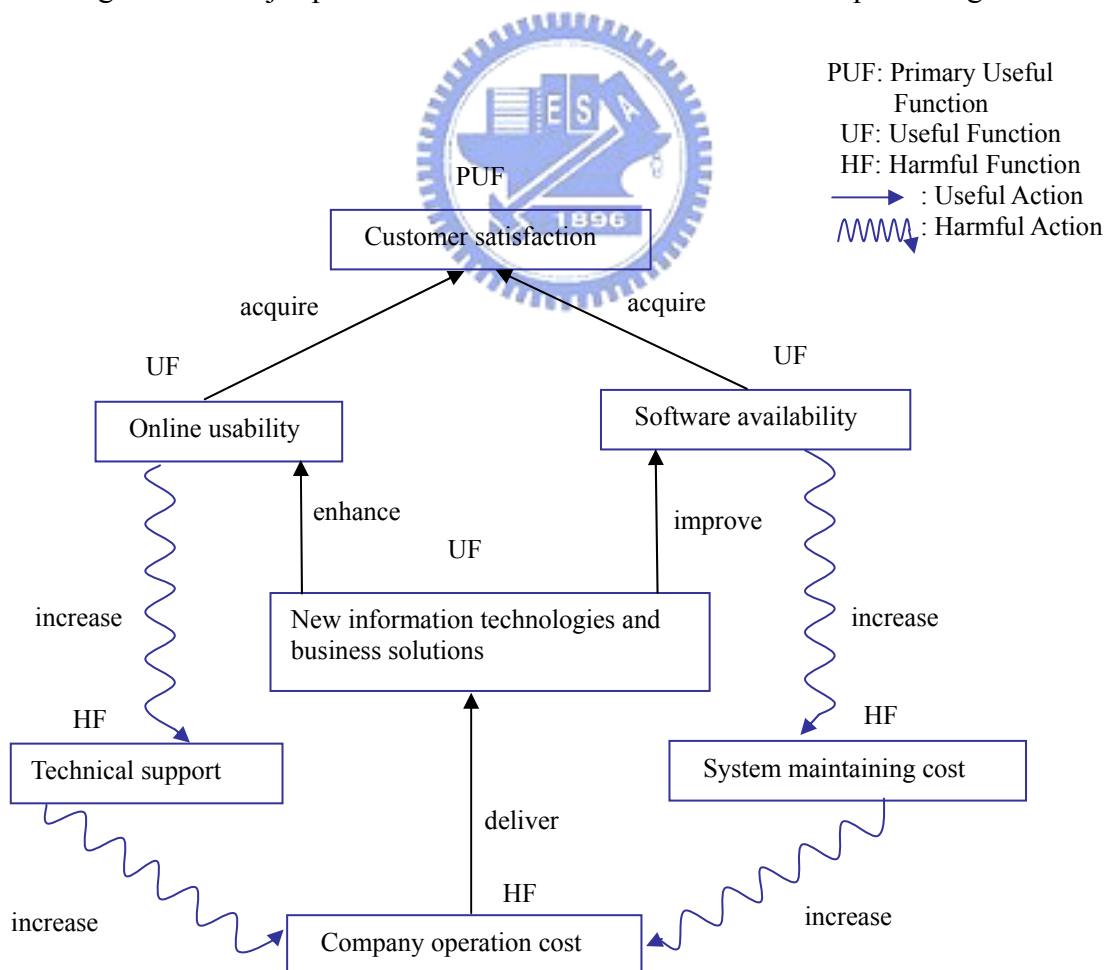 PUF: Primary Useful
Function
UF: Useful Function
HF: Harmful Function
: Useful Action
: Harmful Action
E S A
1896
PUF
Customer satisfaction
acquire
acquire
UF
UF
Online usability
Software availability
enhance
improve
UF
increase
New information technologies and
business solutions
increase
HF
HF
Technical support
System maintaining cost
deliver
HF
increase
increase
Company operation cost